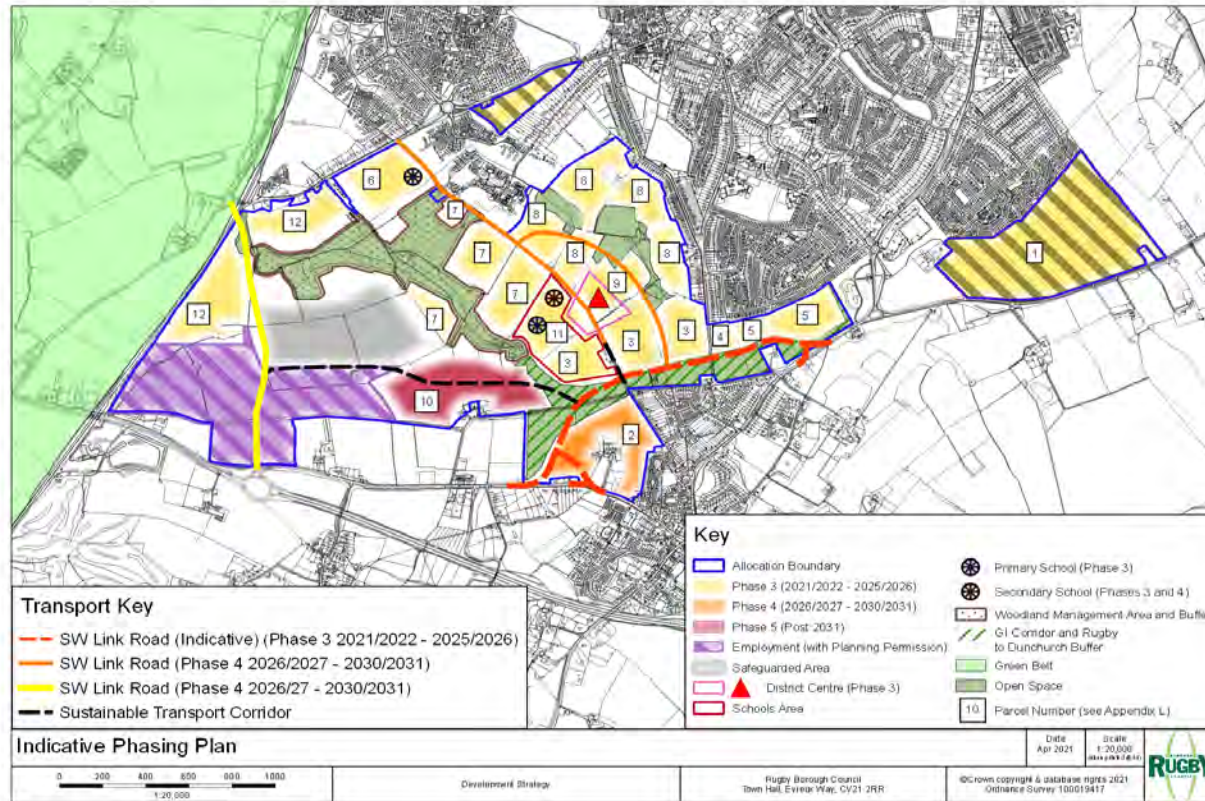 6
12
7
6
8
8
7
8
9
8
12
7
7
11
3
3
3
4
5
5
1
10
2
Transport Key
SW Link Road (Indicative) (Phase 3 2021/2022 - 2025/2026)
SW Link Road (Phase 4 2026/2027 - 2030/2031)
SW Link Road (Phase 4 2026/27 - 2030/2031)
Sustainable Transport Corridor
Key
Allocation Boundary
Phase 3 (2021/2022 - 2025/2026)
Phase 4 (2026/2027 - 2030/2031)
Phase 5 (Post 2031)
Employment (with Planning Permission)
Safeguarded Area
District Centre (Phase 3)
Schools Area
Primary School (Phase 3)
Secondary School (Phases 3 and 4)
Woodland Management Area and Buffe
GI Corridor and Rugby
to Dunchurch Buffer
Green Belt
Open Space
10 Parcel Number (see Appendix L)
Indicative Phasing Plan
Date
Apr 2021
Scale
1:20,000
0 200 400 600 800 1000
1:20,000
Development Strategy
Rugby Borough Council
Town Hall, Evreux Way, CV21 2RR
©Crown copyright & database rights 2021
Ordnance Survey 100019417
RUGBY